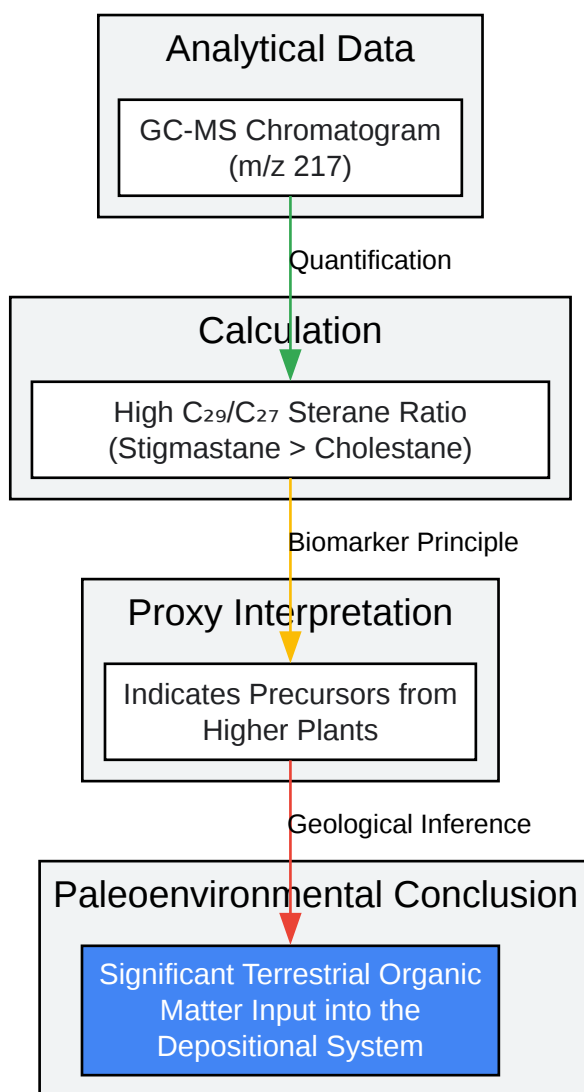 Analytical Data
GC-MS Chromatogram
(m/z 217)
Quantification
Calculation
High C₂₉/C₂₇ Sterane Ratio
(Stigmastane > Cholestane)
Biomarker Principle
Proxy Interpretation
Indicates Precursors from
Higher Plants
Geological Inference
Paleoenvironmental Conclusion
Significant Terrestrial Organic
Matter Input into the
Depositional System